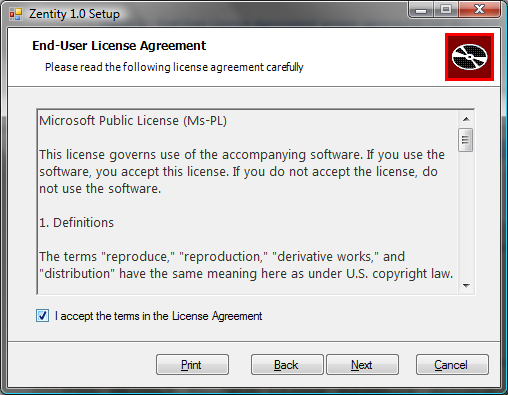 Zentity 1.0 Setup
End-User License Agreement
Please read the following license agreement carefully
Microsoft Public License (Ms-PL)
This license governs use of the accompanying software. If you use the
software, you accept this license. If you do not accept the license, do
not use the software.
1. Definitions
The terms "reproduce," "reproduction," "derivative works," and
"distribution" have the same meaning here as under U.S. copyright law.
I accept the terms in the License Agreement
Print Back Next Cancel